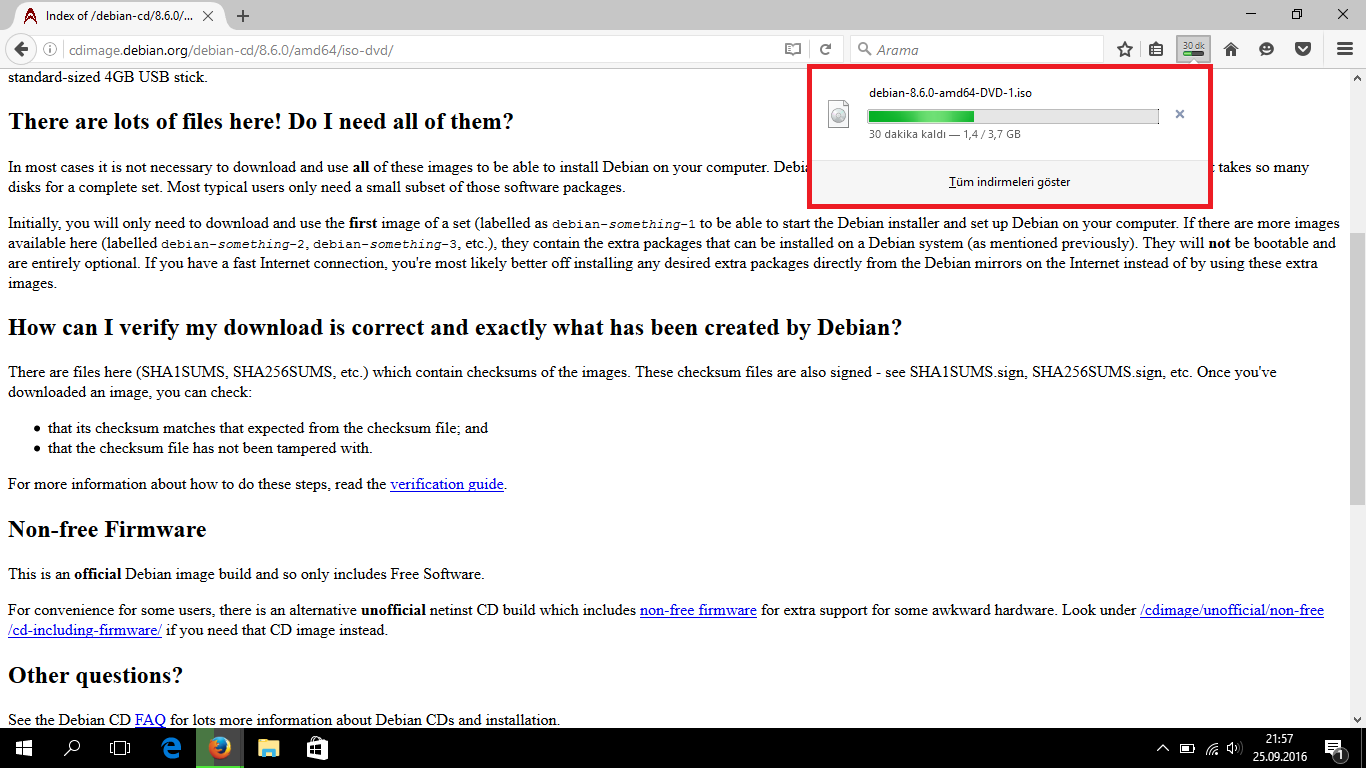 Index of /debian-cd/8.6.0/...
cdimage.debian.org/debian-cd/8.6.0/amd64/iso-dvd/
Arama
30 dk
standard-sized 4GB USB stick.
debian-8.6.0-amd64-DVD-1.iso
30 dakika kaldı — 1,4 / 3,7 GB
Tüm indirmeleri göster
There are lots of files here! Do I need all of them?
In most cases it is not necessary to download and use all of these images to be able to install Debian on your computer. takes so many
disks for a complete set. Most typical users only need a small subset of those software packages.
Initially, you will only need to download and use the first image of a set (labelled as debian-something-1 to be able to start the Debian installer and set up Debian on your computer. If there are more images
available here (labelled debian-something-2, debian-something-3, etc.), they contain the extra packages that can be installed on a Debian system (as mentioned previously). They will not be bootable and
are entirely optional. If you have a fast Internet connection, you're most likely better off installing any desired extra packages directly from the Debian mirrors on the Internet instead of by using these extra
images.
How can I verify my download is correct and exactly what has been created by Debian?
There are files here (SHA1SUMS, SHA256SUMS, etc.) which contain checksums of the images. These checksum files are also signed - see SHA1SUMS.sign, SHA256SUMS.sign, etc. Once you've
downloaded an image, you can check:
that its checksum matches that expected from the checksum file; and
that the checksum file has not been tampered with.
For more information about how to do these steps, read the verification guide.
Non-free Firmware
This is an official Debian image build and so only includes Free Software.
For convenience for some users, there is an alternative unofficial netinst CD build which includes non-free firmware for extra support for some awkward hardware. Look under /cdimage/unofficial/non-free
/cd-including-firmware/ if you need that CD image instead.
Other questions?
See the Debian CD FAQ for lots more information about Debian CDs and installation.
21:57
25.09.2016
1